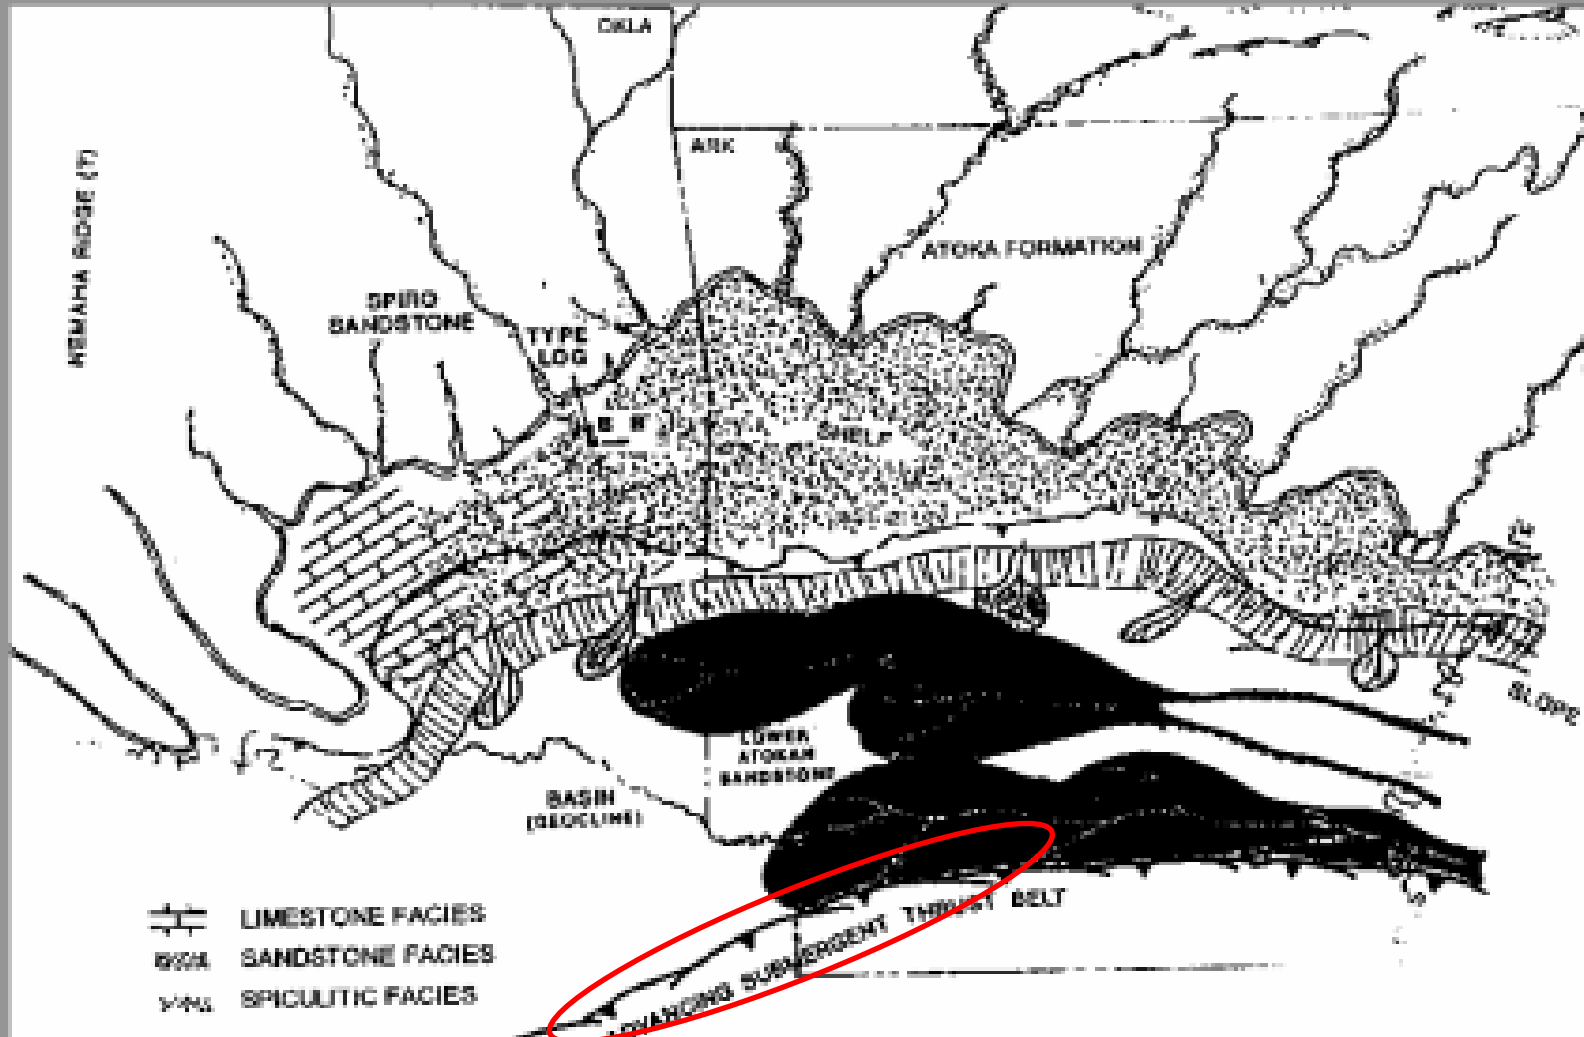 OKLA
ARK
NEMAHA RIDGE (?)
ATOKA FORMATION
SPIRO
SANDSTONE
TYPE
LOG
B B'
SHELF
SLOPE
LOWER
ATOKAN
SANDSTONE
BASIN
(GEOCLINE)
ADVANCING SUBMERGENT THRUST BELT
LIMESTONE FACIES
SANDSTONE FACIES
SPICULITIC FACIES